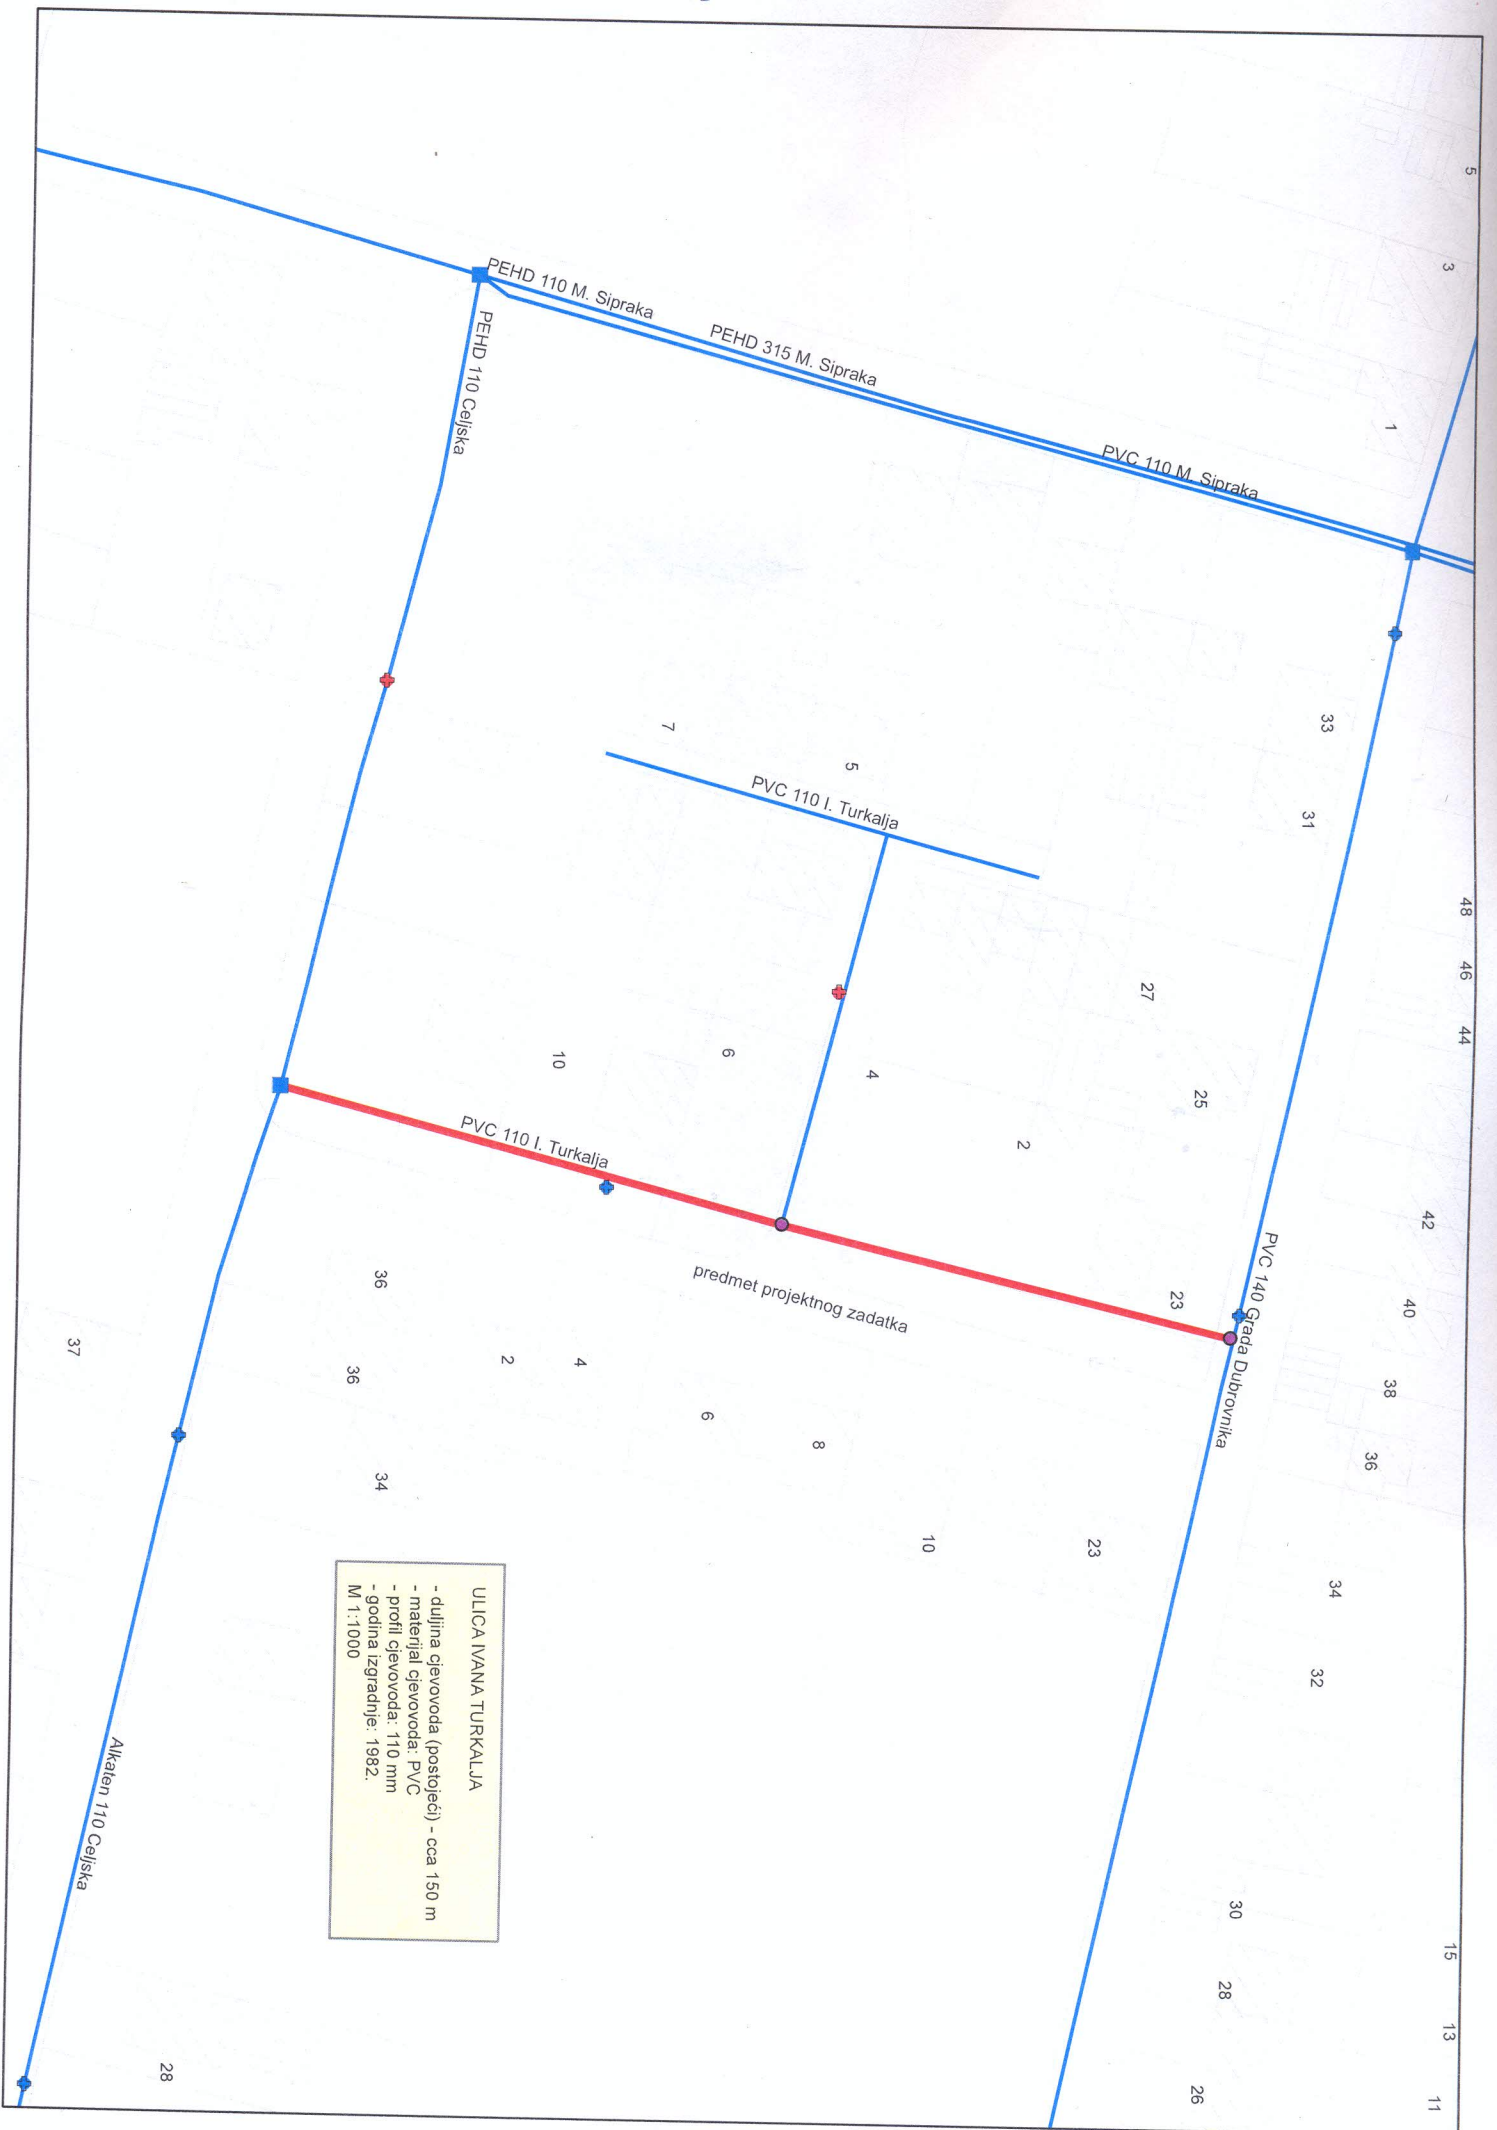 5
3
1
PEHD 110 M. Sipraka
PEHD 315 M. Sipraka
PVC 110 M. Sipraka
PEHD 110 Celjska
33
31
7
5
PVC 110 I. Turkalja
48
46
44
27
25
10
6
4
2
PVC 110 I. Turkalja
42
40
38
36
PVC 140 Grada Dubrovnika
23
predmet projektnog zadatka
36
36
34
37
2
4
6
8
10
23
34
32
30
28
26
15
13
11
ULICA IVANA TURKALJA
- duljina cjevovoda (postojeći) - cca 150 m
- materijal cjevovoda: PVC
- profil cjevovoda: 110 mm
- godina izgradnje: 1982.
M 1:1000
Alkaten 110 Celjska
28